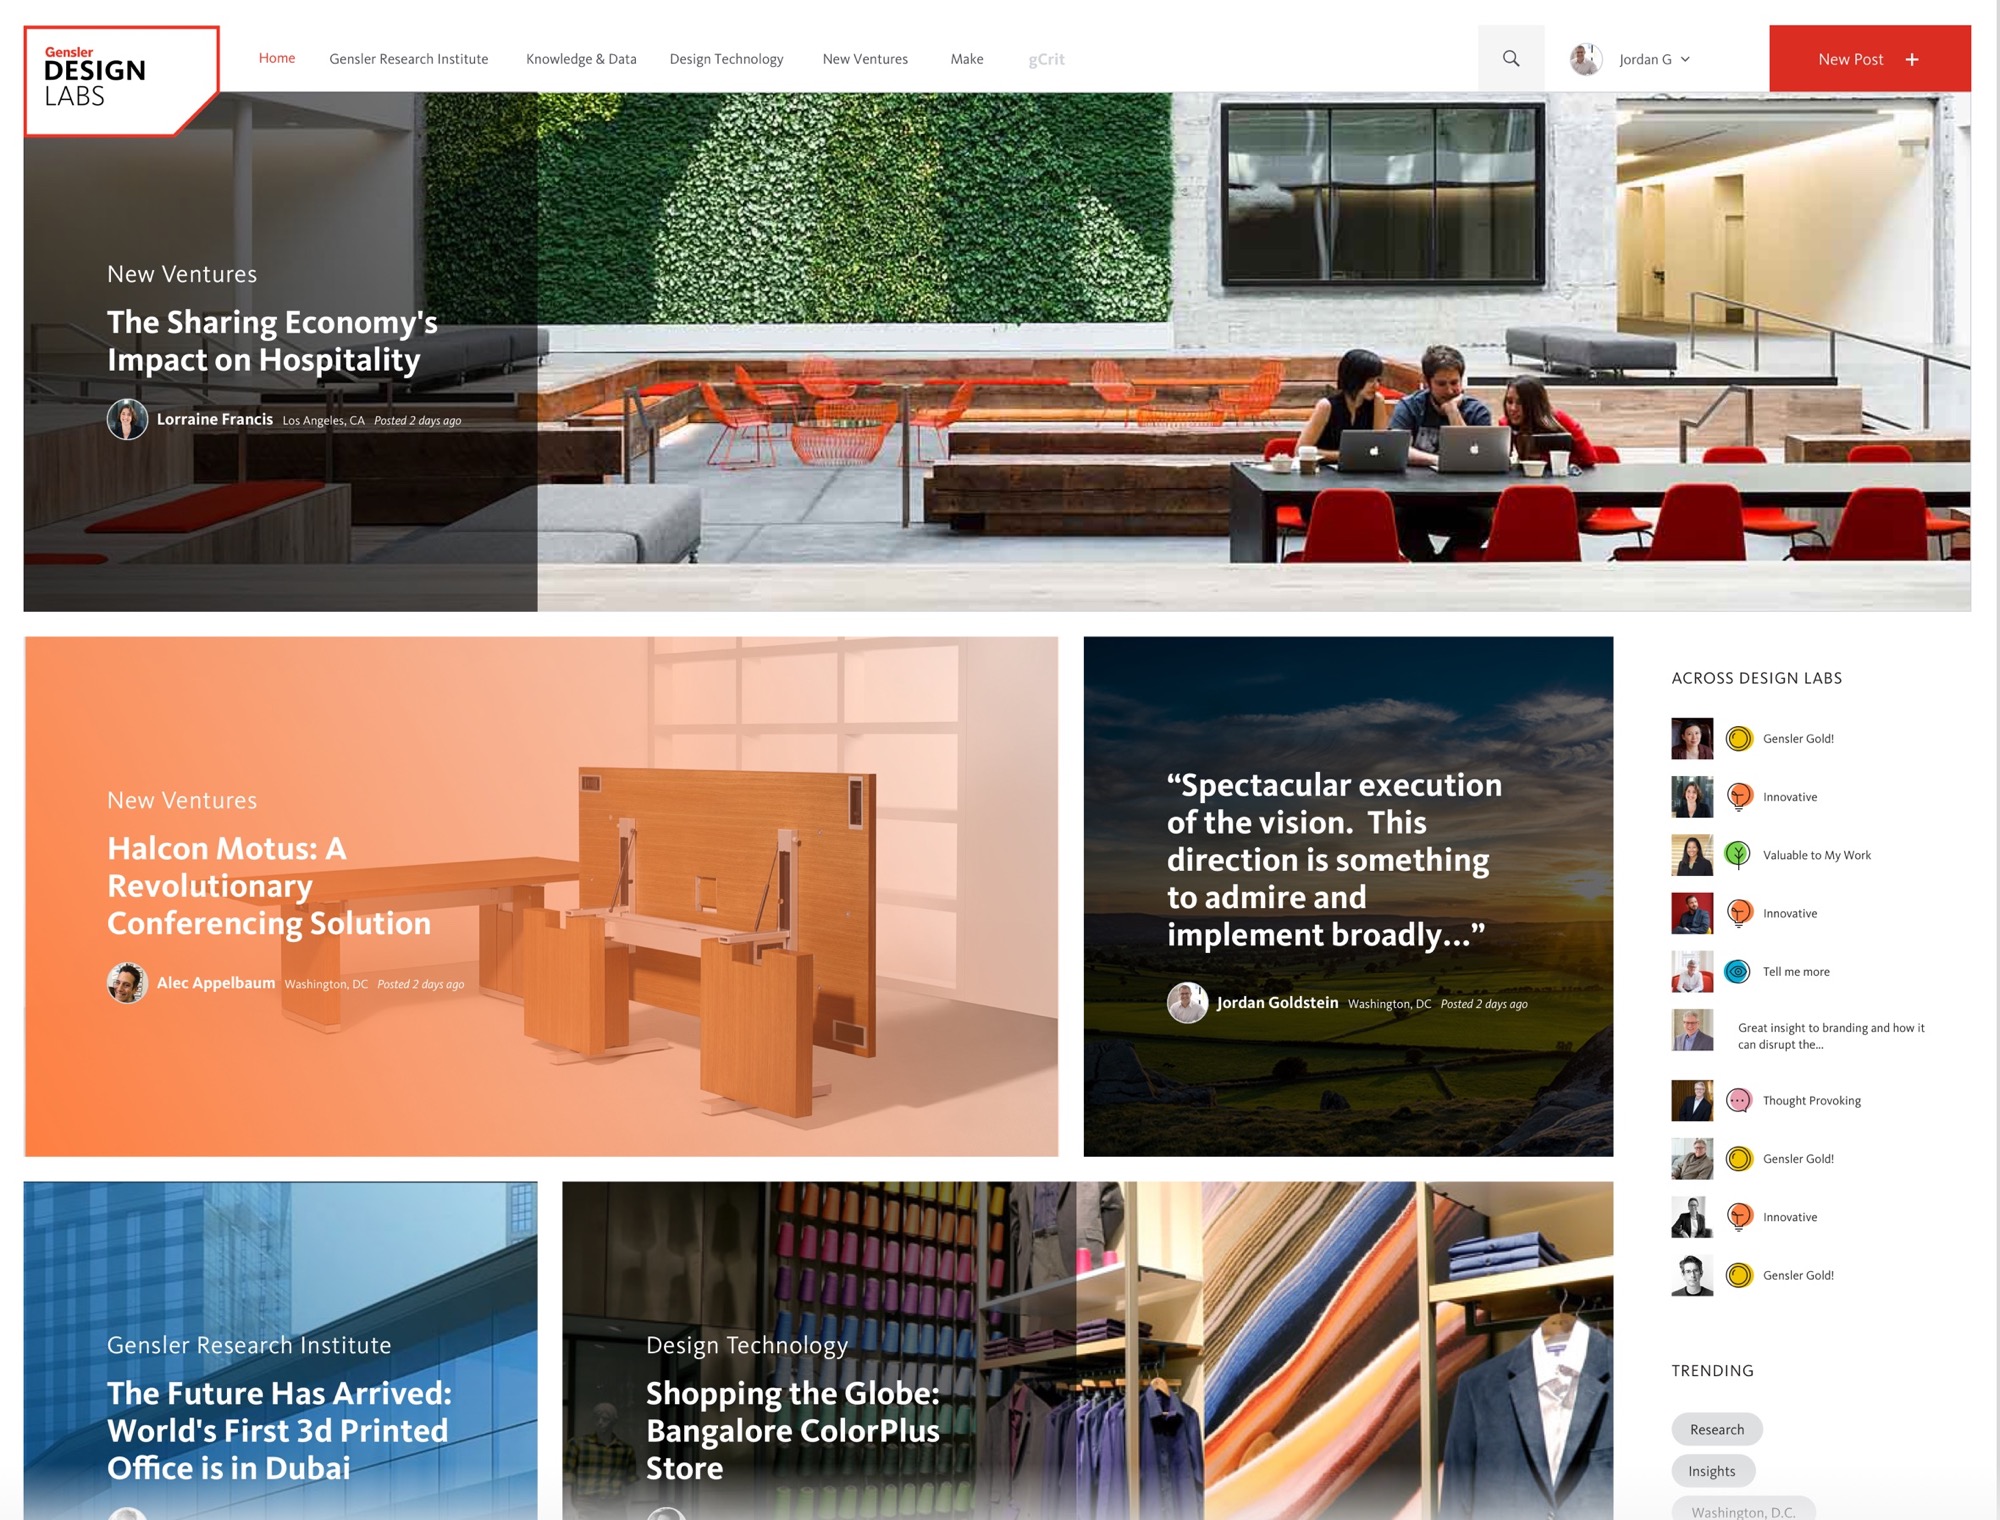 Gensler
DESIGN
LABS
Home
Gensler Research Institute
Knowledge & Data
Design Technology
New Ventures
Make
gCrit
Jordan G
New Post +
New Ventures
The Sharing Economy's
Impact on Hospitality
Lorraine Francis Los Angeles, CA Posted 2 days ago
New Ventures
Halcon Motus: A
Revolutionary
Conferencing Solution
Alec Appelbaum Washington, DC Posted 2 days ago
“Spectacular execution
of the vision.  This
direction is something
to admire and
implement broadly...”
Jordan Goldstein Washington, DC Posted 2 days ago
ACROSS DESIGN LABS
Gensler Gold!
Innovative
Valuable to My Work
Innovative
Tell me more
Great insight to branding and how it
can disrupt the...
Thought Provoking
Gensler Gold!
Innovative
Gensler Gold!
Gensler Research Institute
The Future Has Arrived:
World's First 3d Printed
Office is in Dubai
Design Technology
Shopping the Globe:
Bangalore ColorPlus
Store
TRENDING
Research
Insights
Washington, D.C.